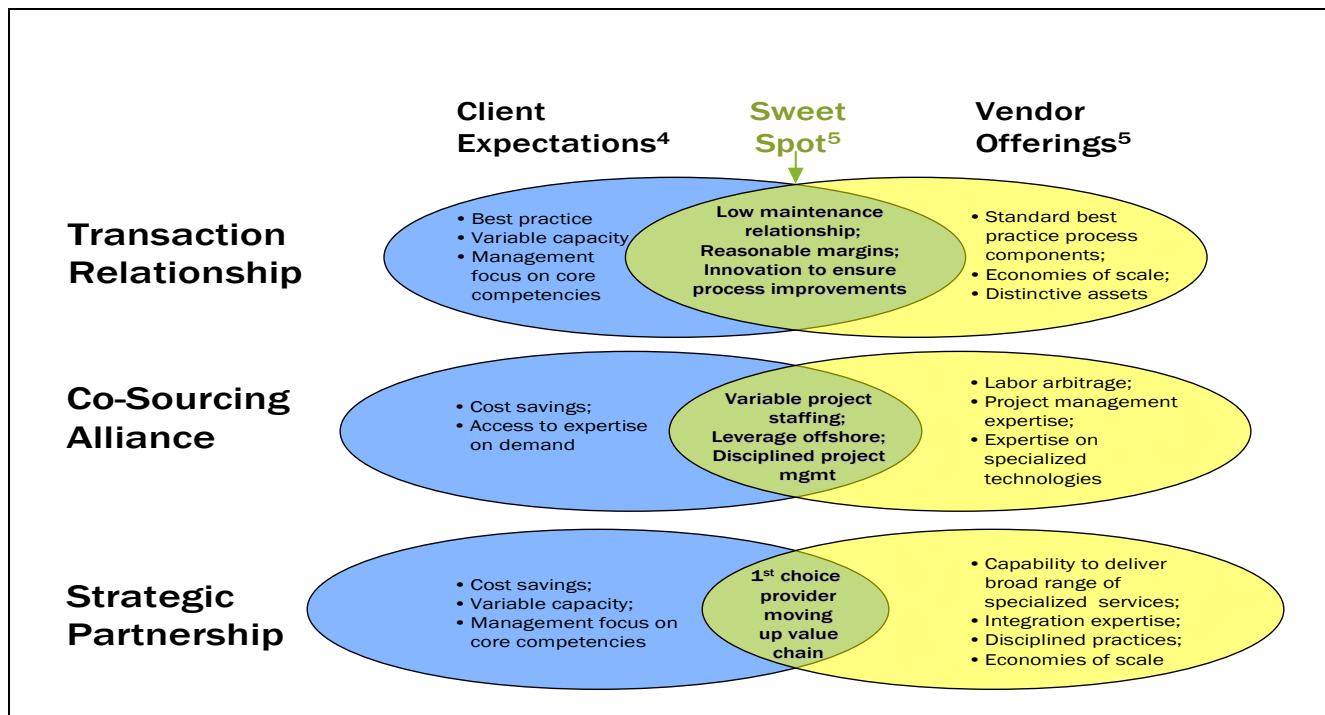 Client
Expectations⁴
Sweet
Spot⁵
Vendor
Offerings⁵
Transaction
Relationship
• Best practice
• Variable capacity
• Management
focus on core
competencies
Low maintenance
relationship;
Reasonable margins;
Innovation to ensure
process improvements
• Standard best
practice process
components;
• Economies of scale;
• Distinctive assets
Co-Sourcing
Alliance
• Cost savings;
• Access to expertise
on demand
Variable project
staffing;
Leverage offshore;
Disciplined project
mgmt
• Labor arbitrage;
• Project management
expertise;
• Expertise on
specialized
technologies
Strategic
Partnership
• Cost savings;
• Variable capacity;
• Management focus on
core competencies
1st choice
provider
moving
up value
chain
• Capability to deliver
broad range of
specialized services;
• Integration expertise;
• Disciplined practices;
• Economies of scale